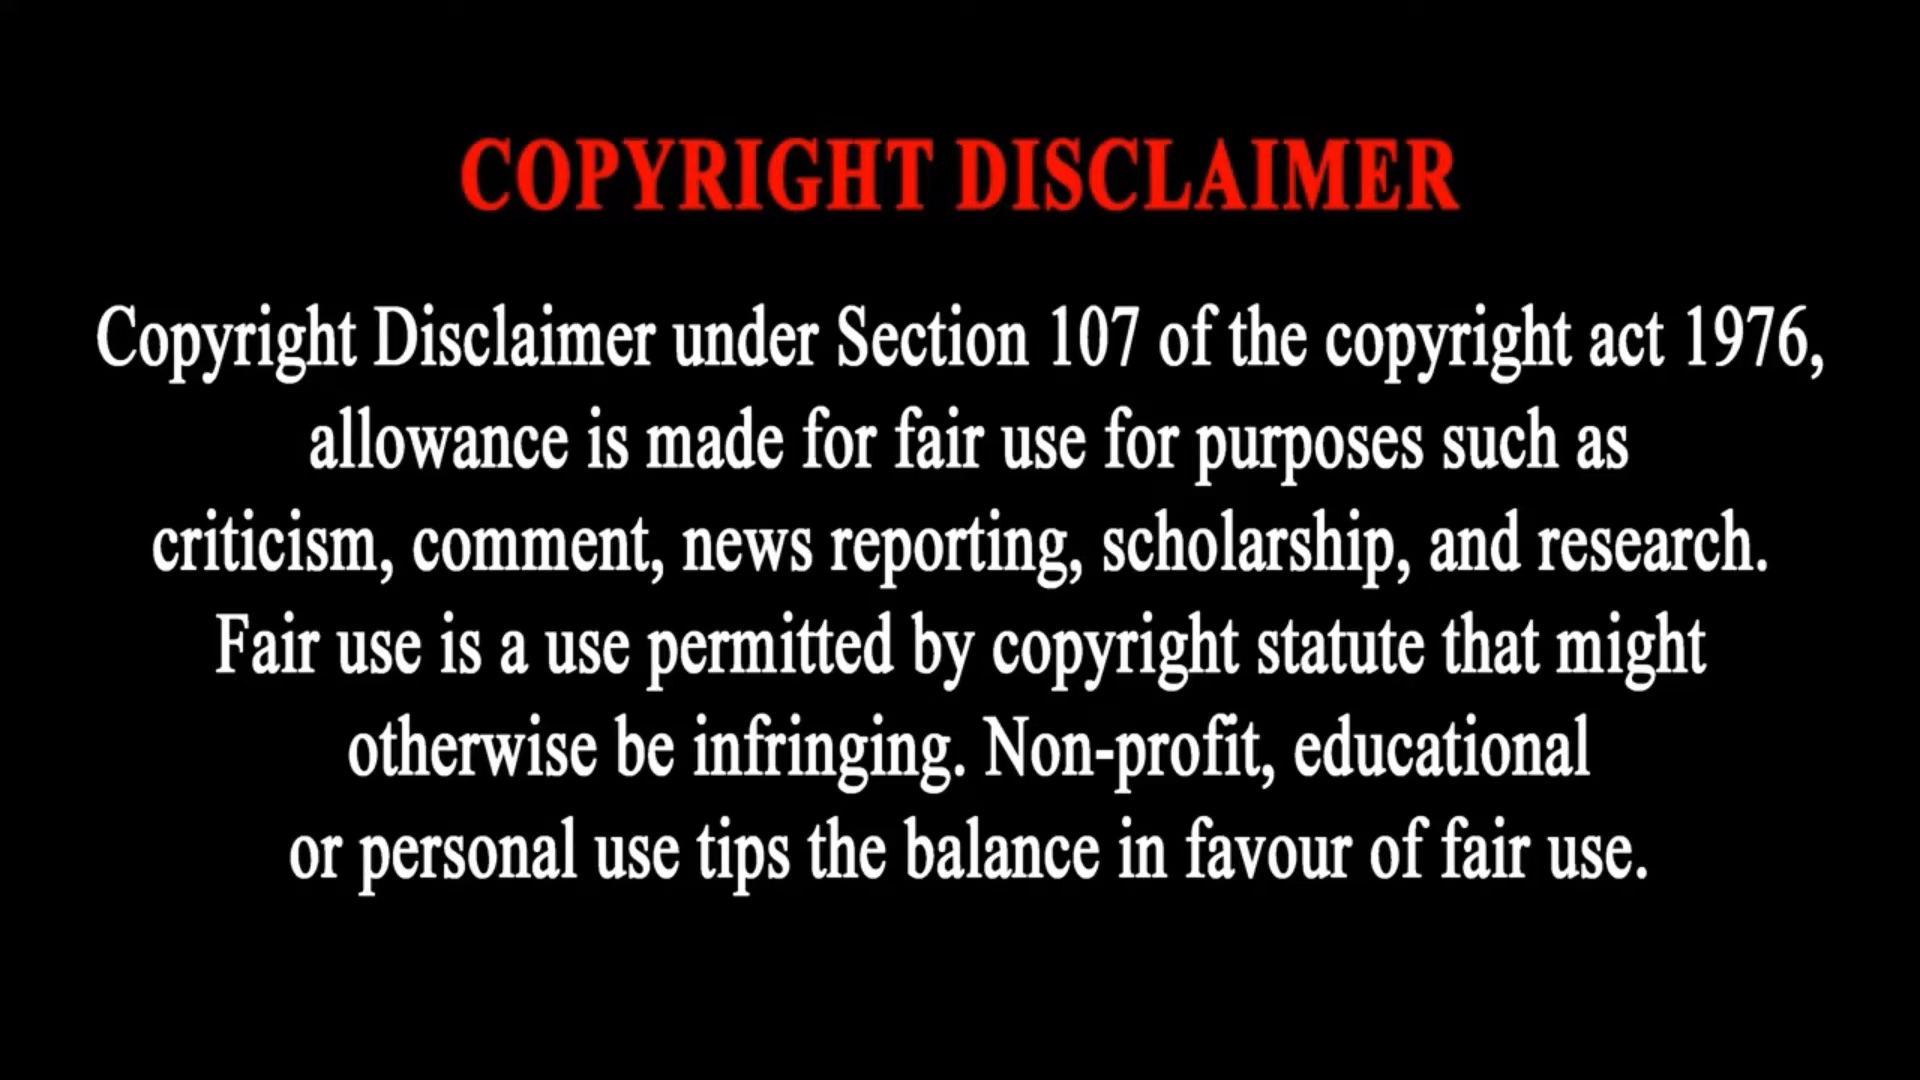 COPYRIGHT DISCLAIMER
Copyright Disclaimer under Section 107 of the copyright act 1976,
allowance is made for fair use for purposes such as
criticism, comment, news reporting, scholarship, and research.
Fair use is a use permitted by copyright statute that might
otherwise be infringing. Non-profit, educational
or personal use tips the balance in favour of fair use.